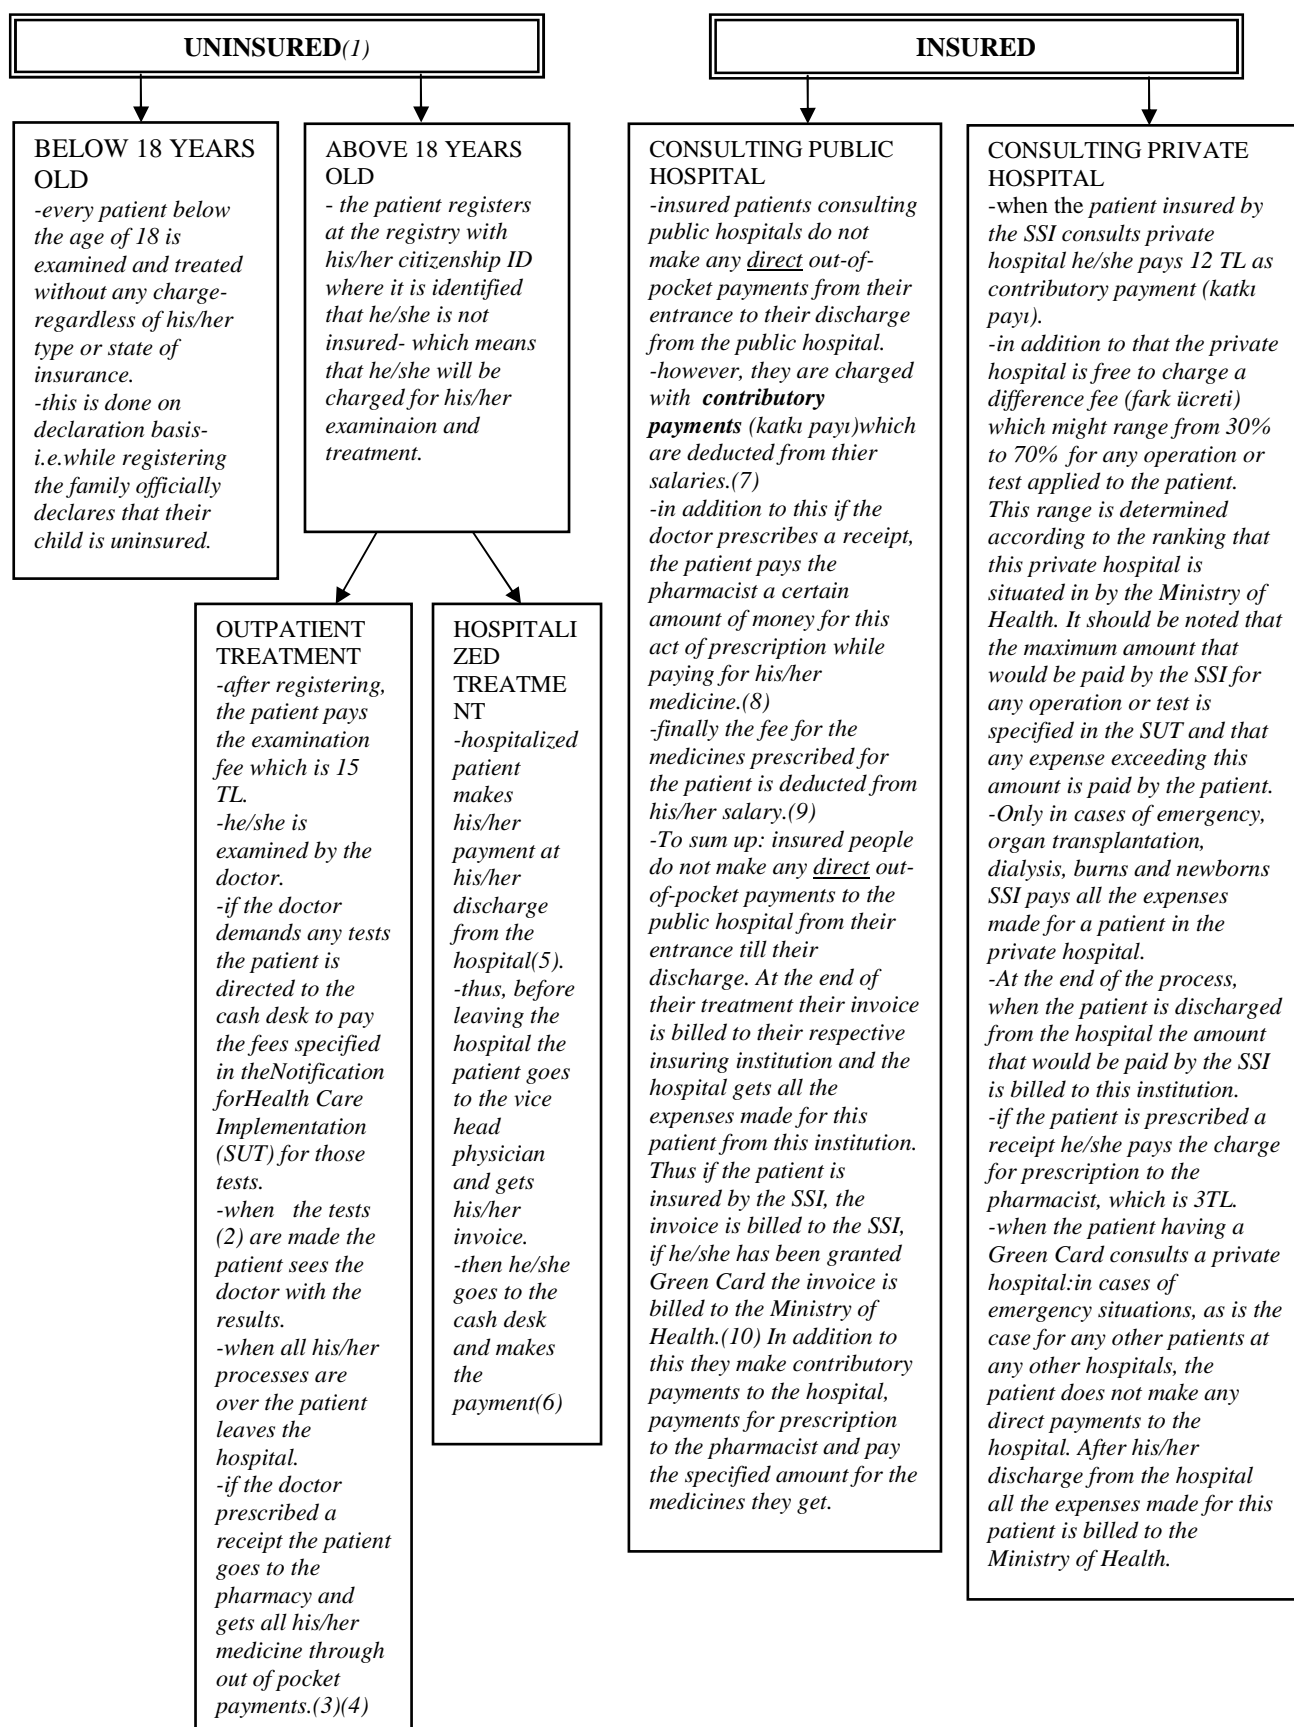 UNINSURED(1)
INSURED
BELOW 18 YEARS
OLD
-every patient below
the age of 18 is
examined and treated
without any charge-
regardless of his/her
type or state of
insurance.
-this is done on
declaration basis-
i.e.while registering
the family officially
declares that their
child is uninsured.
ABOVE 18 YEARS
OLD
- the patient registers
at the registry with
his/her citizenship ID
where it is identified
that he/she is not
insured- which means
that he/she will be
charged for his/her
examinaion and
treatment.
OUTPATIENT
TREATMENT
-after registering,
the patient pays
the examination
fee which is 15
TL.
-he/she is
examined by the
doctor.
-if the doctor
demands any tests
the patient is
directed to the
cash desk to pay
the fees specified
in theNotification
forHealth Care
Implementation
(SUT) for those
tests.
-when the tests
(2) are made the
patient sees the
doctor with the
results.
-when all his/her
processes are
over the patient
leaves the
hospital.
-if the doctor
prescribed a
receipt the patient
goes to the
pharmacy and
gets all his/her
medicine through
out of pocket
payments.(3)(4)
HOSPITALI
ZED
TREATME
NT
-hospitalized
patient
makes
his/her
payment at
his/her
discharge
from the
hospital(5).
-thus, before
leaving the
hospital the
patient goes
to the vice
head
physician
and gets
his/her
invoice.
-then he/she
goes to the
cash desk
and makes
the
payment(6)
CONSULTING PUBLIC
HOSPITAL
-insured patients consulting
public hospitals do not
make any direct out-of-
pocket payments from their
entrance to their discharge
from the public hospital.
-however, they are charged
with contributory
payments (katkı payı)which
are deducted from thier
salaries.(7)
-in addition to this if the
doctor prescribes a receipt,
the patient pays the
pharmacist a certain
amount of money for this
act of prescription while
paying for his/her
medicine.(8)
-finally the fee for the
medicines prescribed for
the patient is deducted from
his/her salary.(9)
-To sum up: insured people
do not make any direct out-
of-pocket payments to the
public hospital from their
entrance till their
discharge. At the end of
their treatment their invoice
is billed to their respective
insuring institution and the
hospital gets all the
expenses made for this
patient from this institution.
Thus if the patient is
insured by the SSI, the
invoice is billed to the SSI,
if he/she has been granted
Green Card the invoice is
billed to the Ministry of
Health.(10) In addition to
this they make contributory
payments to the hospital,
payments for prescription
to the pharmacist and pay
the specified amount for the
medicines they get.
CONSULTING PRIVATE
HOSPITAL
-when the patient insured by
the SSI consults private
hospital he/she pays 12 TL as
contributory payment (katkı
payı).
-in addition to that the private
hospital is free to charge a
difference fee (fark ücreti)
which might range from 30%
to 70% for any operation or
test applied to the patient.
This range is determined
according to the ranking that
this private hospital is
situated in by the Ministry of
Health. It should be noted that
the maximum amount that
would be paid by the SSI for
any operation or test is
specified in the SUT and that
any expense exceeding this
amount is paid by the patient.
-Only in cases of emergency,
organ transplantation,
dialysis, burns and newborns
SSI pays all the expenses
made for a patient in the
private hospital.
-At the end of the process,
when the patient is discharged
from the hospital the amount
that would be paid by the SSI
is billed to this institution.
-if the patient is prescribed a
receipt he/she pays the charge
for prescription to the
pharmacist, which is 3TL.
-when the patient having a
Green Card consults a private
hospital:in cases of
emergency situations, as is the
case for any other patients at
any other hospitals, the
patient does not make any
direct payments to the
hospital. After his/her
discharge from the hospital
all the expenses made for this
patient is billed to the
Ministry of Health.